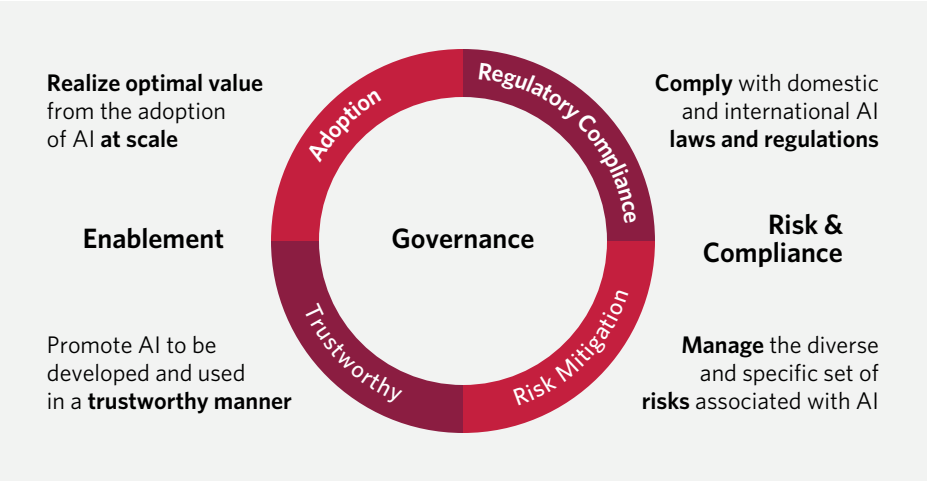 Realize optimal value
from the adoption
of AI at scale
Adoption
Regulatory Compliance
Comply with domestic
and international AI
laws and regulations
Enablement
Governance
Risk &
Compliance
Promote AI to be
developed and used
in a trustworthy manner
Trustworthy
Risk Mitigation
Manage the diverse
and specific set of
risks associated with AI